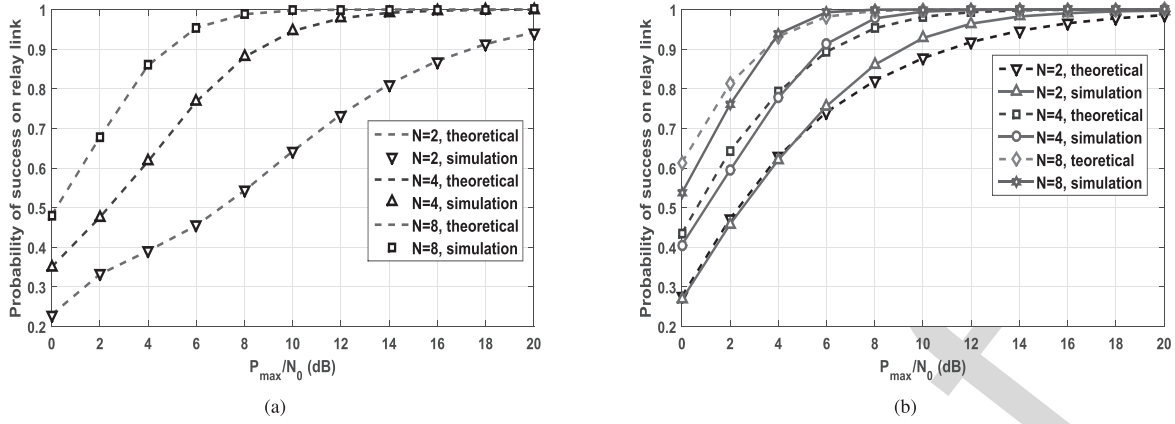 Probability of success on relay link
1
0.9
0.8
0.7
0.6
0.5
0.4
0.3
0.2
N=2, theoretical
N=2, simulation
N=4, theoretical
N=4, simulation
N=8, theoretical
N=8, simulation
0 2 4 6 8 10 12 14 16 18 20
Pmax/N0 (dB)
(a)
Probability of success on relay link
1
0.9
0.8
0.7
0.6
0.5
0.4
0.3
0.2
N=2, theoretical
N=2, simulation
N=4, theoretical
N=4, simulation
N=8, teoretical
N=8, simulation
0 2 4 6 8 10 12 14 16 18 20
Pmax/N0 (dB)
(b)